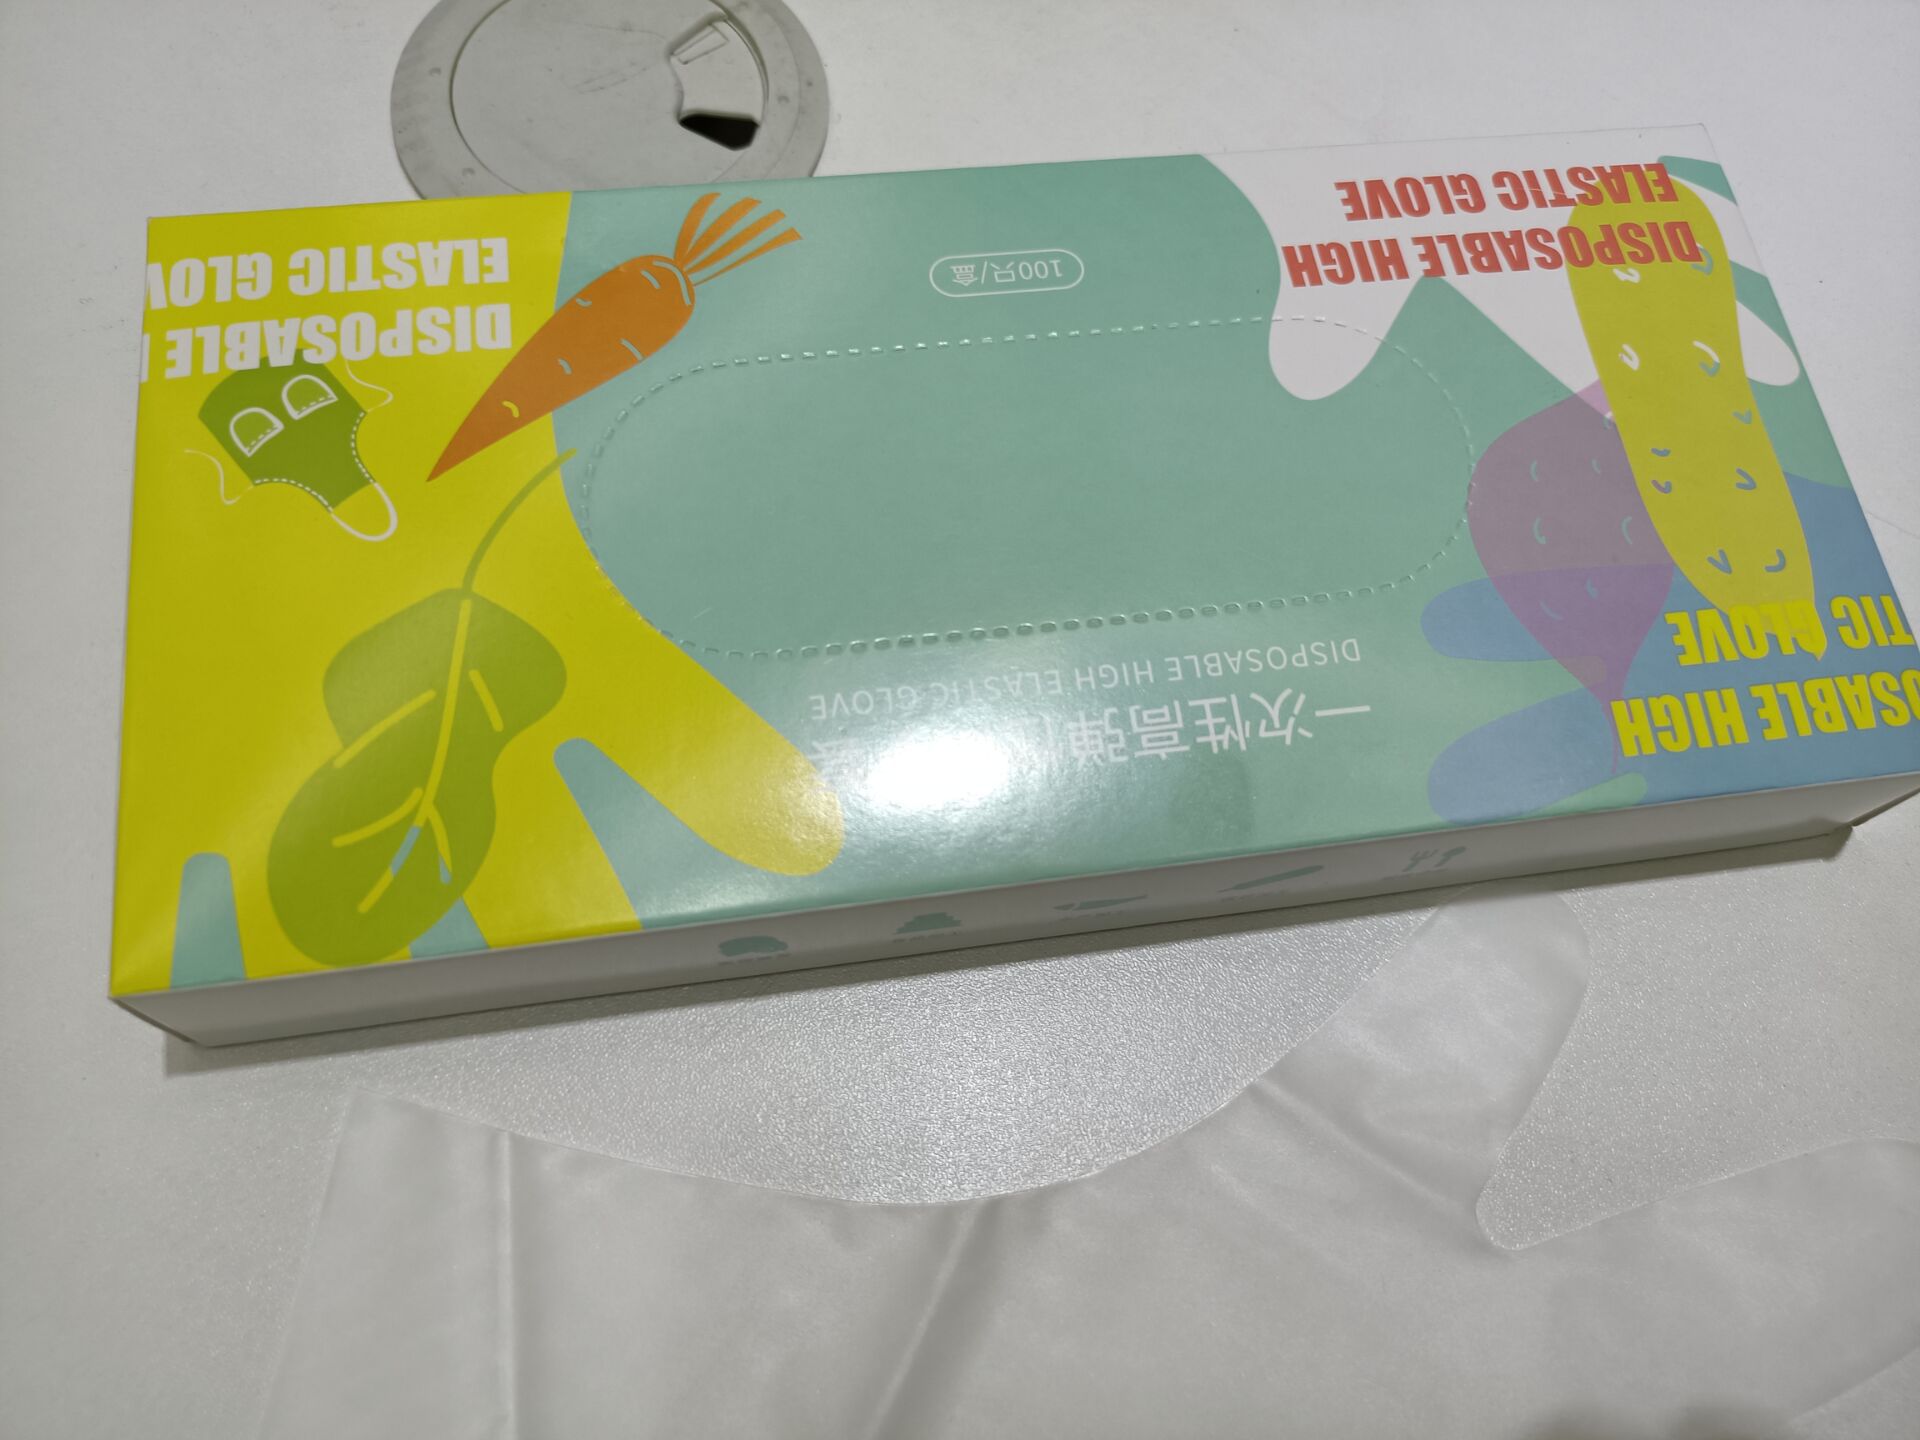 OSABLE HIGH
TIC GLOVE
一次性高弹
DISPOSABLE HIGH ELASTIC GLOVE
DISPOSABLE HIGH
ELASTIC GLOVE
100只/盒
DISPOSABLE
ELASTIC GLOV